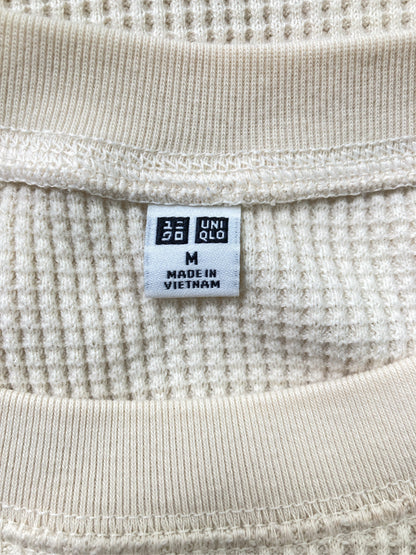 ユニ UNI
クロ QLO
M
MADE IN
VIETNAM